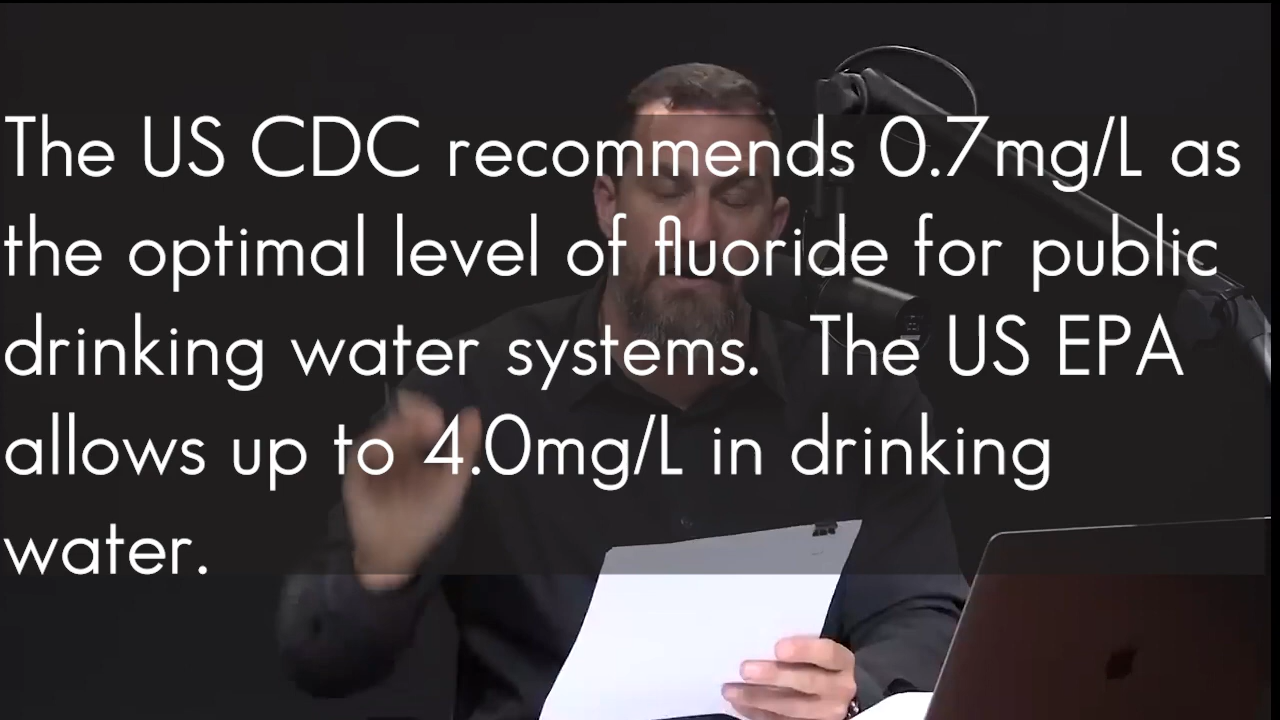 The US CDC recommends 0.7mg/L as
the optimal level of fluoride for public
drinking water systems.  The US EPA
allows up to 4.0mg/L in drinking
water.